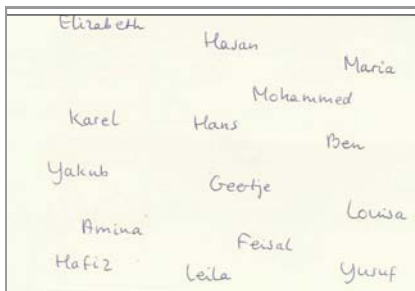 Elizabeth
Hasan
Maria
Mohammed
Karel
Hans
Ben
Yakub
Geertje
Louisa
Amina
Feisal
Hafiz
Leila
Yusuf